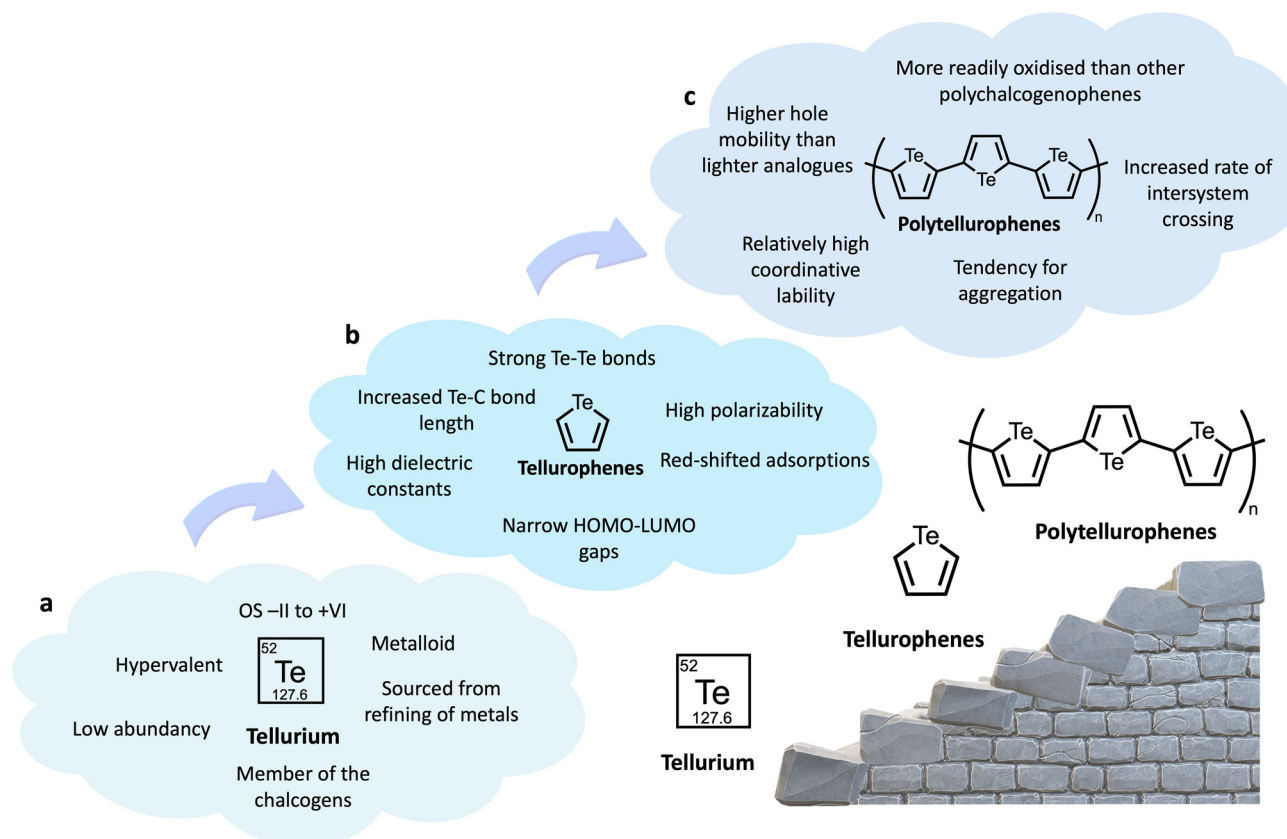 a
OS –II to +VI
Hypervalent
52
Te
127.6
Metalloid
Sourced from
refining of metals
Low abundancy
Tellurium
Member of the
chalcogens
b
Strong Te-Te bonds
Increased Te-C bond
length
Te
High polarizability
High dielectric
constants
Tellurophenes
Red-shifted adsorptions
Narrow HOMO-LUMO
gaps
c
More readily oxidised than other
polychalcogenophenes
Higher hole
mobility than
lighter analogues
Te
Te
Te
n
Polytellurophenes
Increased rate of
intersystem
crossing
Relatively high
coordinative
lability
Tendency for
aggregation
Te
Te
Te
n
Polytellurophenes
Te
Tellurophenes
52
Te
127.6
Tellurium